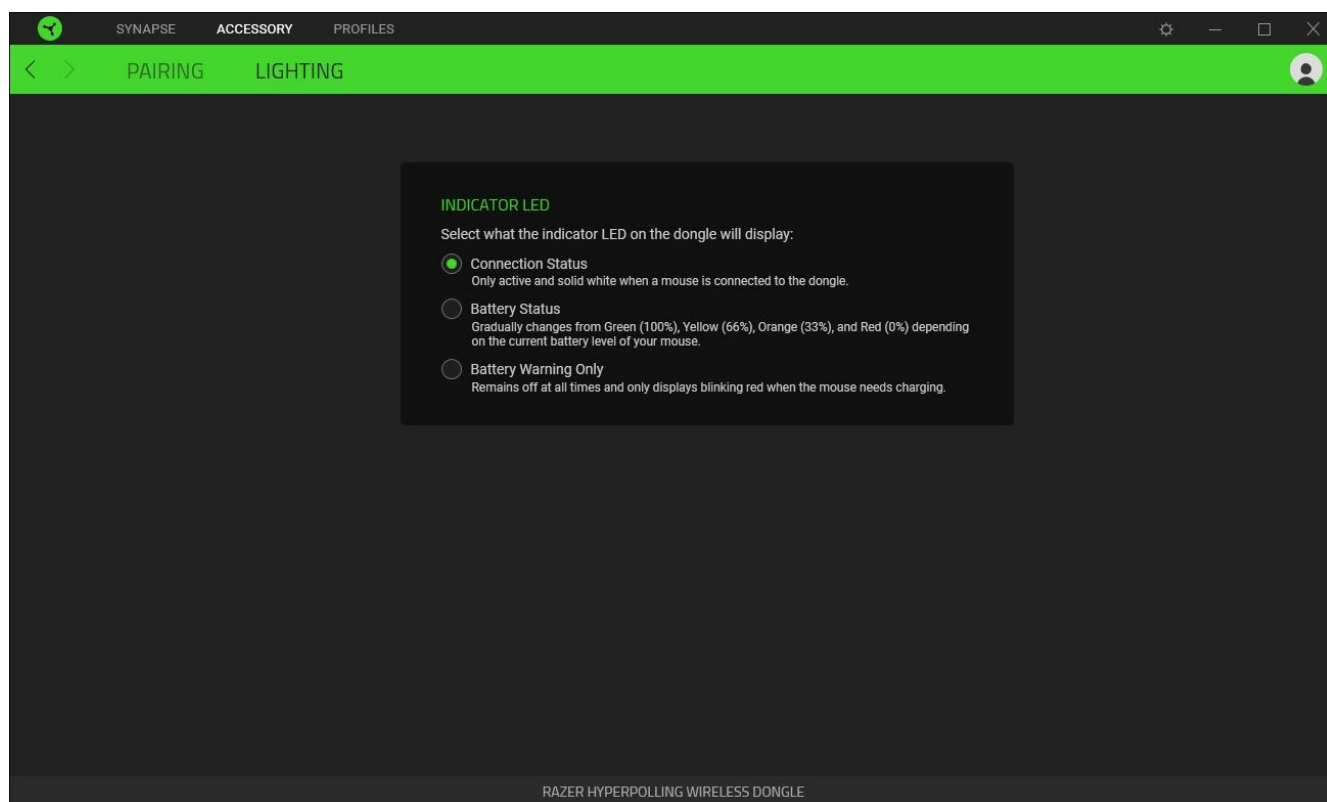 SYNAPSE ACCESSORY PROFILES
PAIRING LIGHTING
INDICATOR LED
Select what the indicator LED on the dongle will display:
Connection Status
Only active and solid white when a mouse is connected to the dongle.
Battery Status
Gradually changes from Green (100%), Yellow (66%), Orange (33%), and Red (0%) depending
on the current battery level of your mouse.
Battery Warning Only
Remains off at all times and only displays blinking red when the mouse needs charging.
RAZER HYPERPOLLING WIRELESS DONGLE